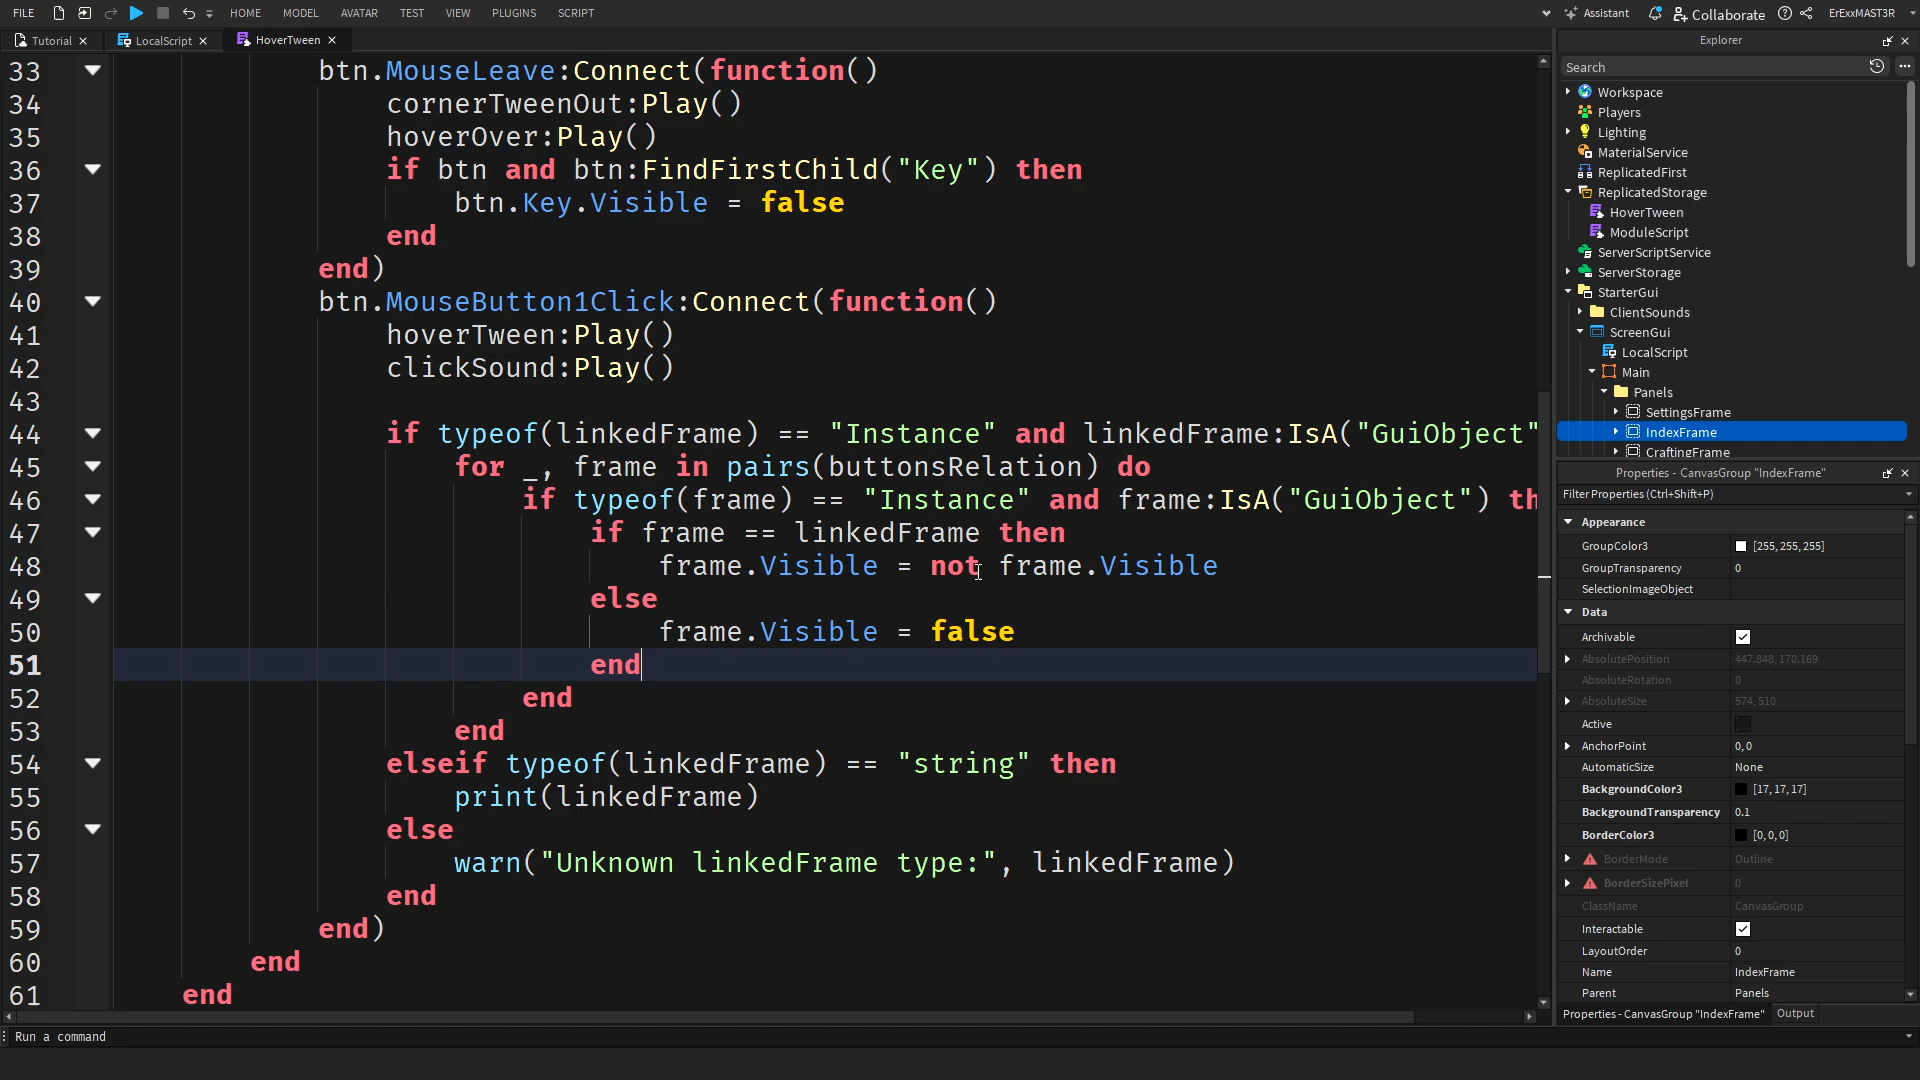 FILE HOME MODEL AVATAR TEST VIEW PLUGINS SCRIPT Assistant Collaborate ErExxMAST3R
Tutorial LocalScript HoverTween
33 btn.MouseLeave:Connect(function()
34 cornerTweenOut:Play()
35 hoverOver:Play()
36 if btn and btn:FindFirstChild("Key") then
37 btn.Key.Visible = false
38 end
39 end)
40 btn.MouseButton1Click:Connect(function()
41 hoverTween:Play()
42 clickSound:Play()
43
44 if typeof(linkedFrame) == "Instance" and linkedFrame:IsA("GuiObject"
45 for _, frame in pairs(buttonsRelation) do
46 if typeof(frame) == "Instance" and frame:IsA("GuiObject") th
47 if frame == linkedFrame then
48 frame.Visible = not frame.Visible
49 else
50 frame.Visible = false
51 end
52 end
53 end
54 elseif typeof(linkedFrame) == "string" then
55 print(linkedFrame)
56 else
57 warn("Unknown linkedFrame type:", linkedFrame)
58 end
59 end)
60 end
61 end
Run a command
Explorer
Search
Workspace
Players
Lighting
MaterialService
ReplicatedFirst
ReplicatedStorage
HoverTween
ModuleScript
ServerScriptService
ServerStorage
StarterGui
ClientSounds
ScreenGui
LocalScript
Main
Panels
SettingsFrame
IndexFrame
CraftingFrame
Properties - CanvasGroup "IndexFrame"
Filter Properties (Ctrl+Shift+P)
Appearance
GroupColor3 [255, 255, 255]
GroupTransparency 0
SelectionImageObject
Data
Archivable
AbsolutePosition 447.848, 170.169
AbsoluteRotation 0
AbsoluteSize 574, 510
Active
AnchorPoint 0, 0
AutomaticSize None
BackgroundColor3 [17, 17, 17]
BackgroundTransparency 0.1
BorderColor3 [0, 0, 0]
BorderMode Outline
BorderSizePixel 0
ClassName CanvasGroup
Interactable
LayoutOrder 0
Name IndexFrame
Parent Panels
Properties - CanvasGroup "IndexFrame" Output